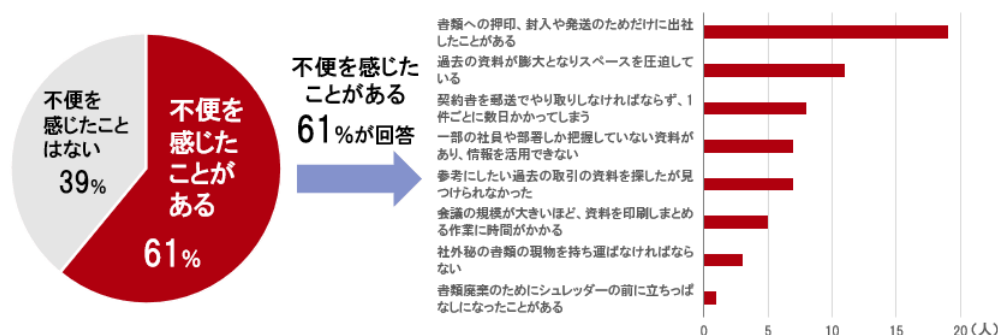 不便を
感じたこと
はない
39%
不便を
感じた
ことが
ある
61%
不便を感じた
ことがある
61%が回答
書類への押印、封入や発送のためだけに出社
したことがある
過去の資料が膨大となりスペースを圧迫して
いる
契約書を郵送でやり取りしなければならず、1
件ごとに数日かかってしまう
一部の社員や部署しか把握していない資料が
あり、情報を活用できない
参考にしたい過去の取引の資料を探したが見
つけられなかった
会議の規模が大きいほど、資料を印刷しまとめ
る作業に時間がかかる
社外秘の書類の現物を持ち運ばなければなら
ない
書類廃棄のためにシュレッダーの前に立ちっぱ
なしになったことがある
0 5 10 15 20 (人)